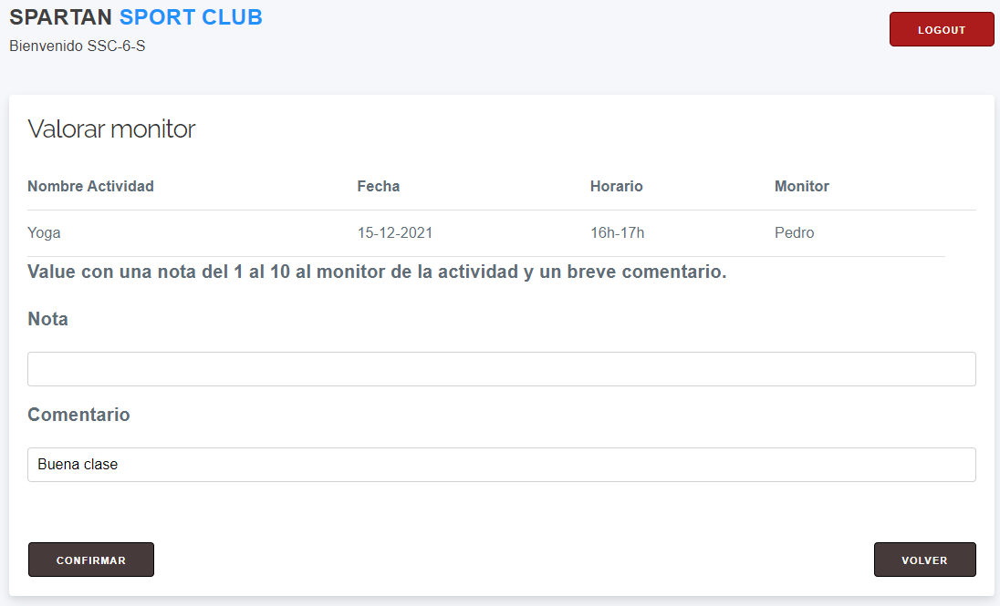 SPARTAN SPORT CLUB
LOGOUT
Bienvenido SSC-6-S
Valorar monitor
Nombre Actividad Fecha Horario Monitor
Yoga 15-12-2021 16h-17h Pedro
Value con una nota del 1 al 10 al monitor de la actividad y un breve comentario.
Nota
Comentario
Buena clase
CONFIRMAR VOLVER